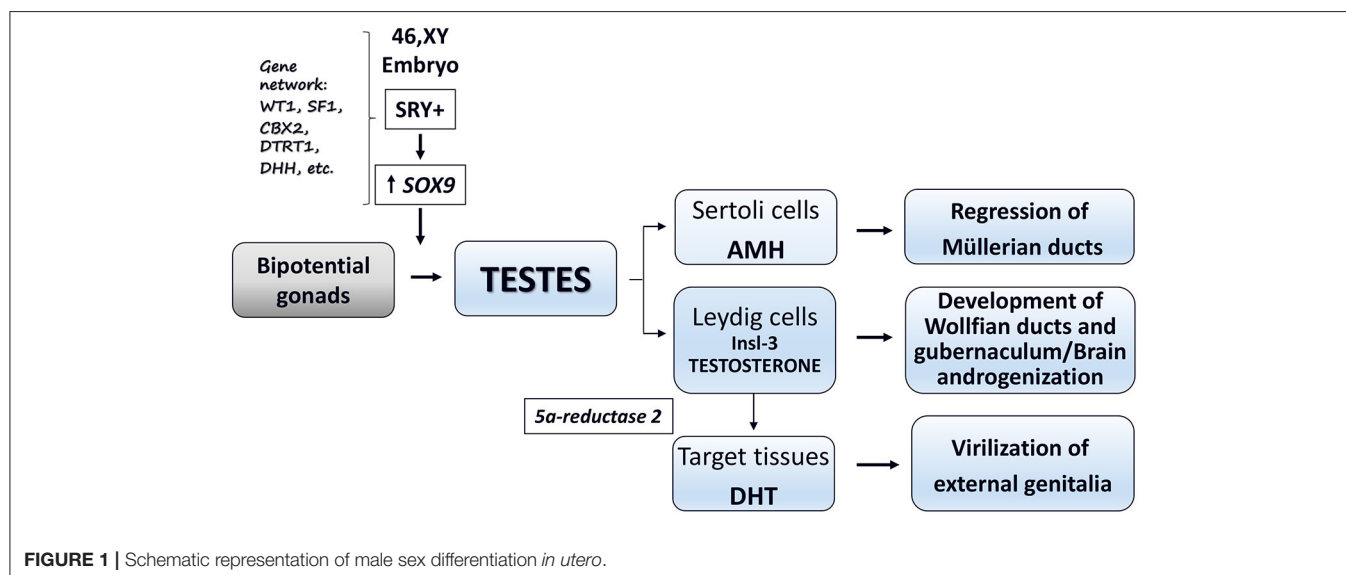 46,XY
Embryo
Gene
network:
WT1, SF1,
CBX2,
DTRT1,
DHH, etc.
SRY+
↑ SOX9
Bipotential
gonads
TESTES
Sertoli cells
AMH
Regression of
Müllerian ducts
Leydig cells
Insl-3
TESTOSTERONE
Development of
Wollfian ducts and
gubernaculum/Brain
androgenization
5a-reductase 2
Target tissues
DHT
Virilization of
external genitalia
FIGURE 1 | Schematic representation of male sex differentiation in utero.